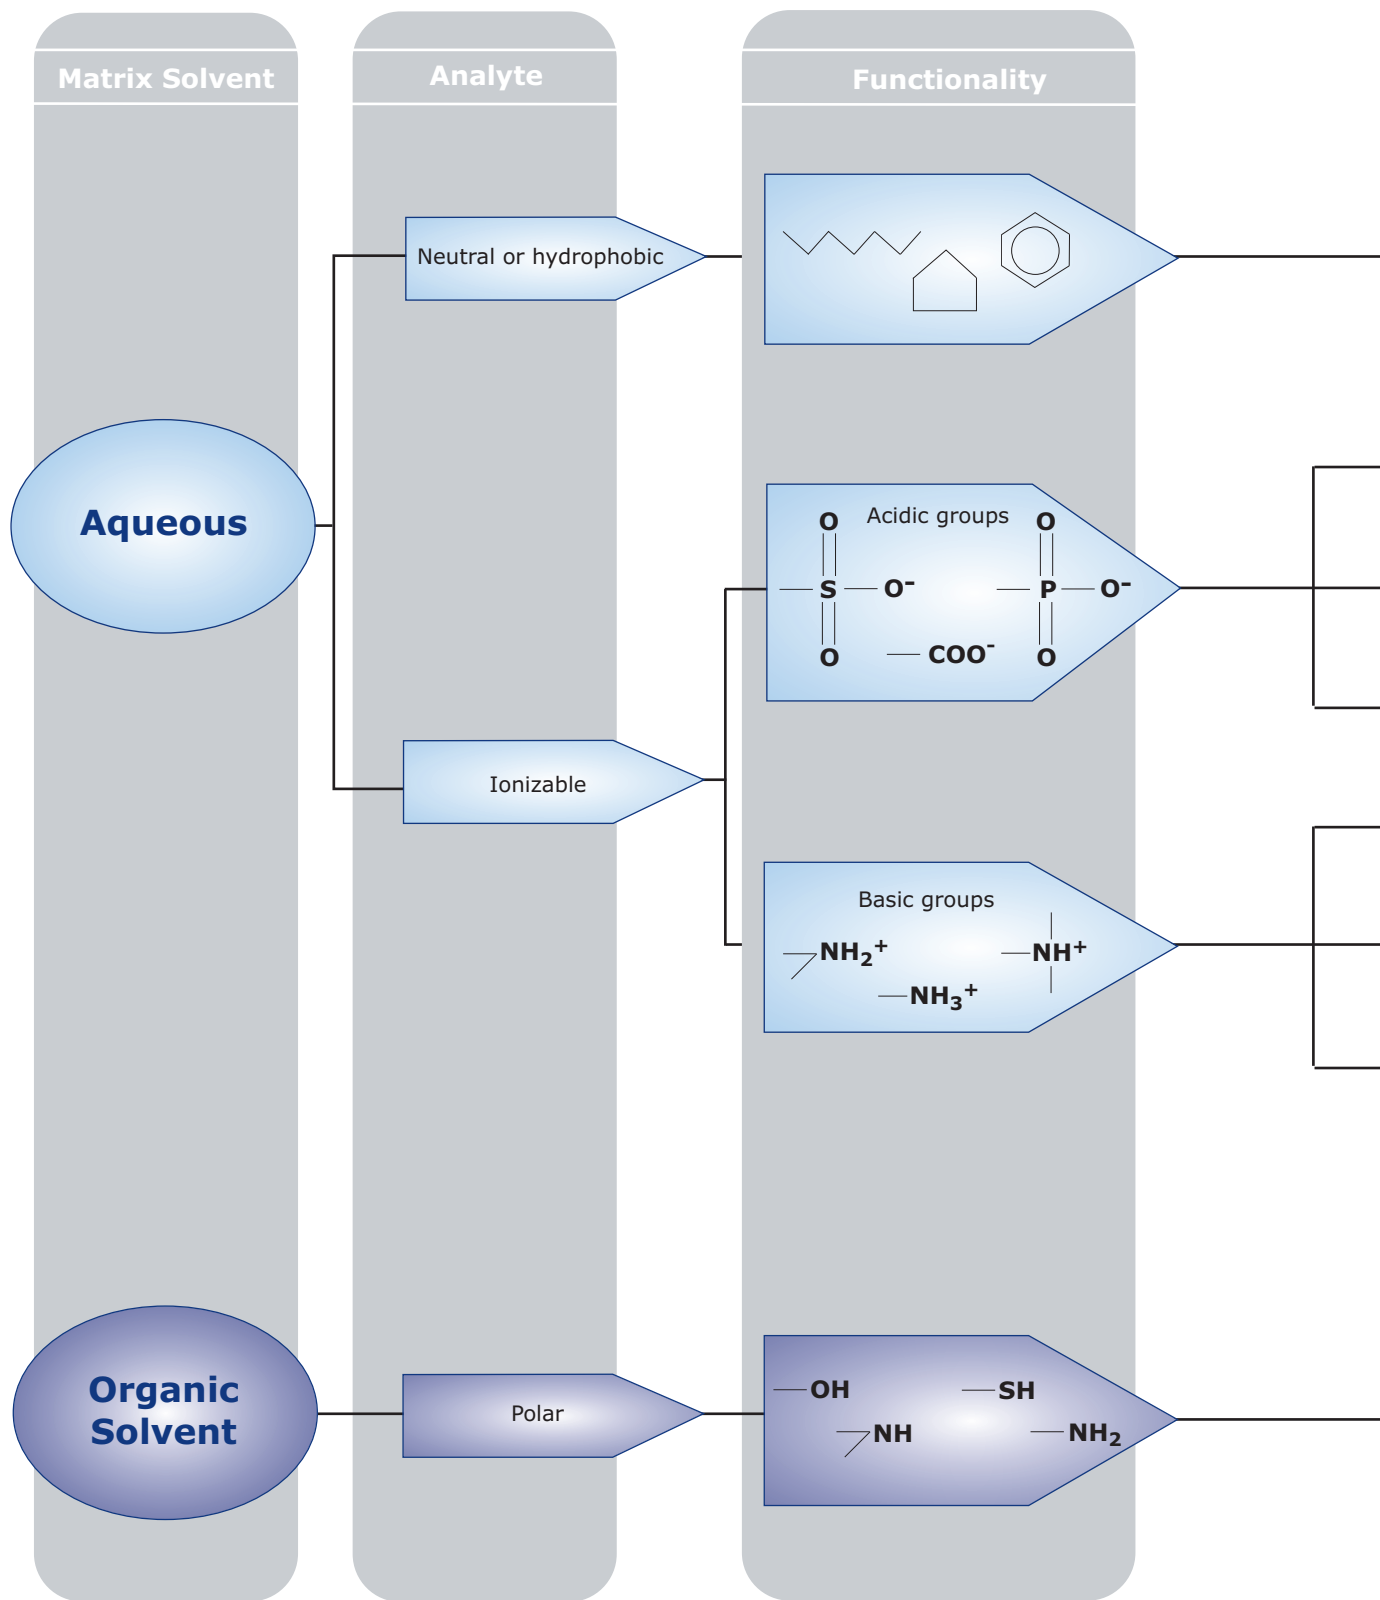 Matrix Solvent
Analyte
Functionality
Neutral or hydrophobic
Aqueous
Acidic groups
O O
S O⁻ P O⁻
O COO⁻ O
Ionizable
Basic groups
NH₂⁺ NH⁺
NH₃⁺
Organic
Solvent
Polar
OH SH
NH NH₂